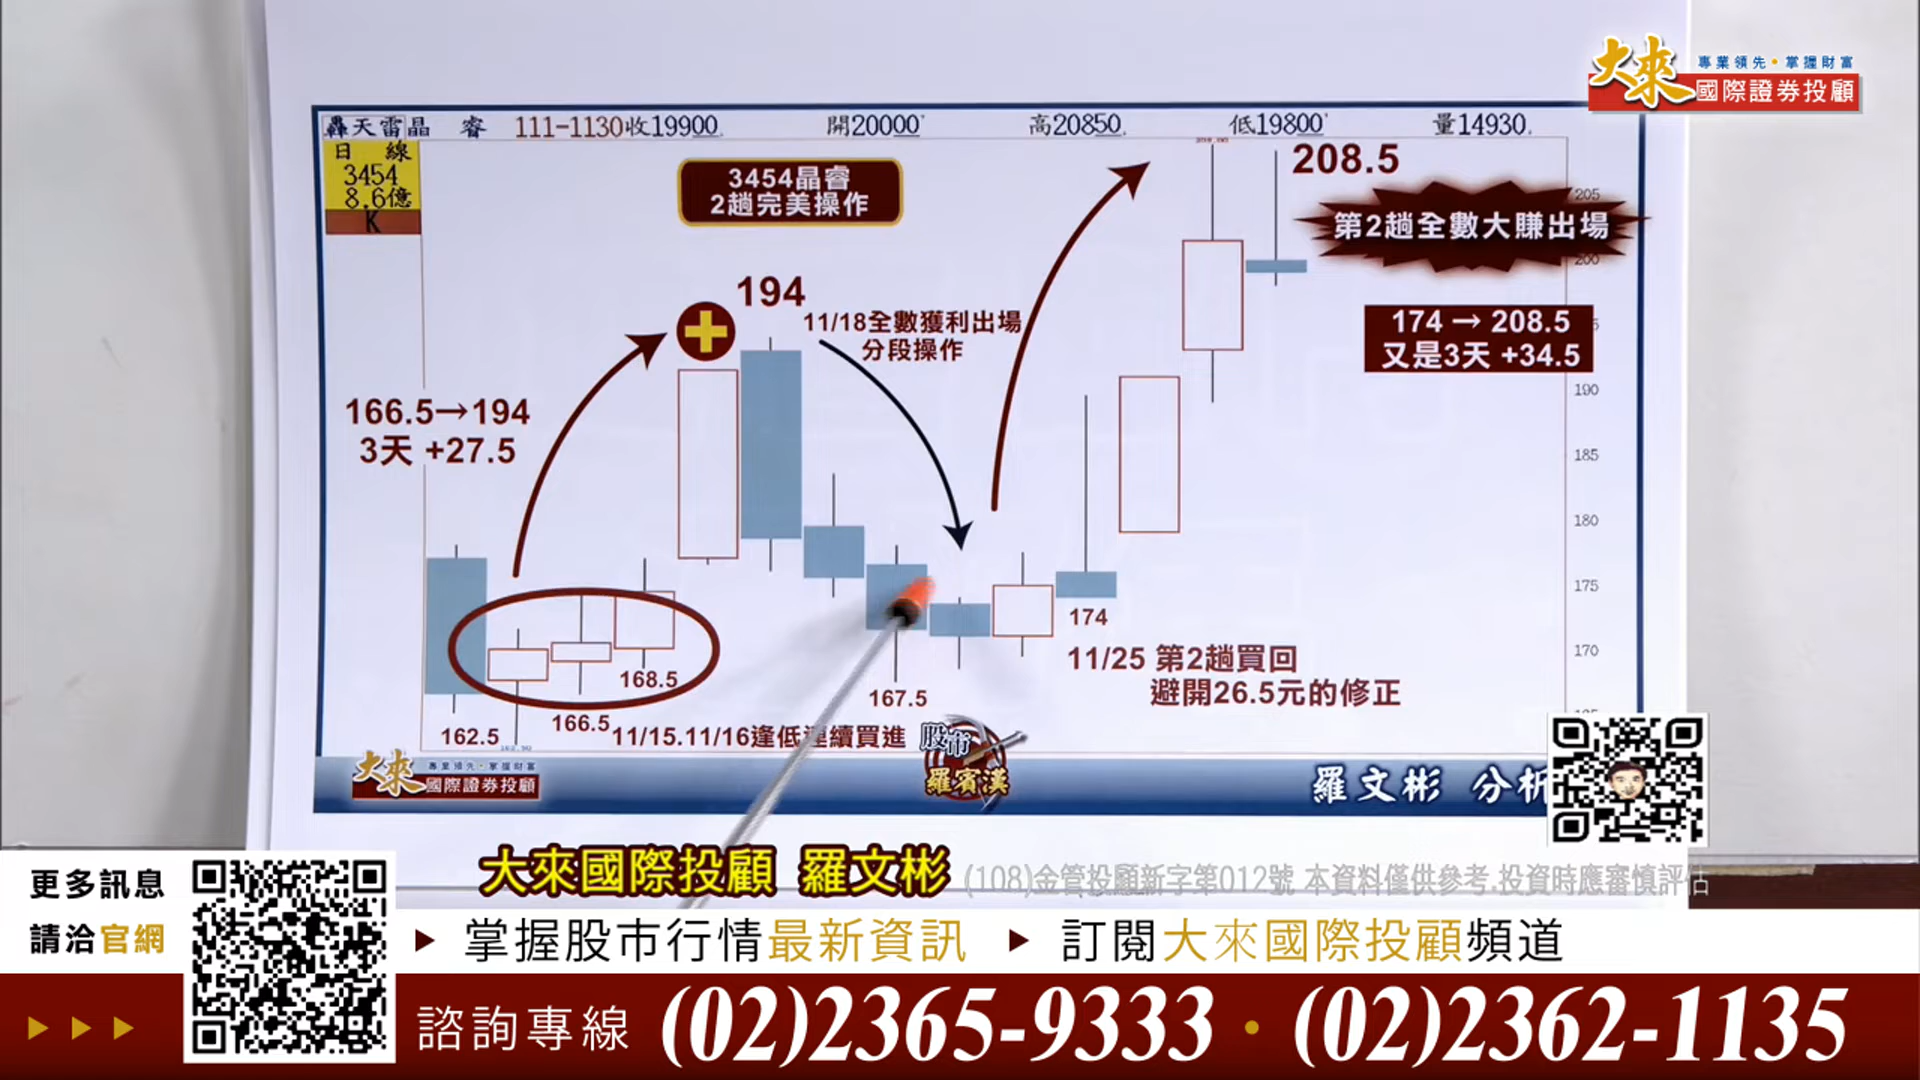 大來
專業領先•掌握財富
國際證券投顧
轟天雷晶 睿 111-1130收19900 開20000 高20850 低19800 量14930
日 線
3454
8.6億
K
3454晶睿
2趟完美操作
208.5
205
第2趟全數大賺出場
200
194
11/18全數獲利出場
分段操作
174→208.5
又是3天 +34.5
190
166.5→194
3天 +27.5
185
180
175
174
170
11/25 第2趟買回
避開26.5元的修正
168.5
167.5
166.5
162.5
11/15.11/16逢低連續買進
股市
羅賓漢
大來
專業領先•掌握財富
國際證券投顧
羅文彬 分析
大來國際投顧 羅文彬
(108)金管投顧新字第012號 本資料僅供參考.投資時應審慎評估
更多訊息
請洽官網
掌握股市行情最新資訊 訂閱大來國際投顧頻道
諮詢專線 (02)2365-9333•(02)2362-1135